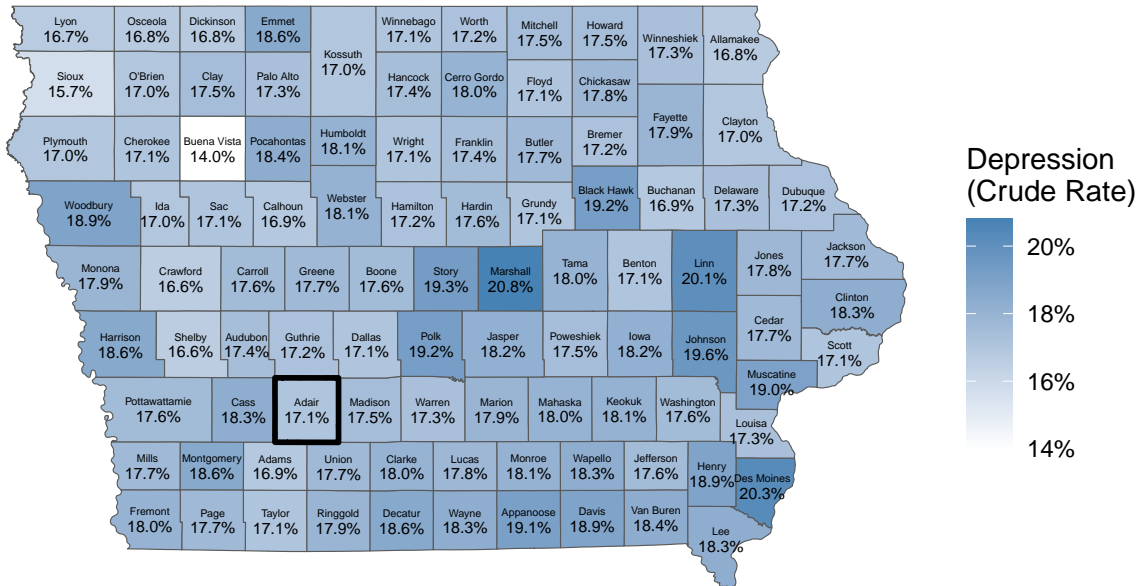 Lyon
16.7%
Osceola
16.8%
Dickinson
16.8%
Emmet
18.6%
Kossuth
17.0%
Winnebago
17.1%
Worth
17.2%
Mitchell
17.5%
Howard
17.5%
Winneshiek
17.3%
Allamakee
16.8%
Sioux
15.7%
O'Brien
17.0%
Clay
17.5%
Palo Alto
17.3%
Hancock
17.4%
Cerro Gordo
18.0%
Floyd
17.1%
Chickasaw
17.8%
Fayette
17.9%
Clayton
17.0%
Plymouth
17.0%
Cherokee
17.1%
Buena Vista
14.0%
Pocahontas
18.4%
Humboldt
18.1%
Wright
17.1%
Franklin
17.4%
Butler
17.7%
Bremer
17.2%
Woodbury
18.9%
Ida
17.0%
Sac
17.1%
Calhoun
16.9%
Webster
18.1%
Hamilton
17.2%
Hardin
17.6%
Grundy
17.1%
Black Hawk
19.2%
Buchanan
16.9%
Delaware
17.3%
Dubuque
17.2%
Monona
17.9%
Crawford
16.6%
Carroll
17.6%
Greene
17.7%
Boone
17.6%
Story
19.3%
Marshall
20.8%
Tama
18.0%
Benton
17.1%
Linn
20.1%
Jones
17.8%
Jackson
17.7%
Clinton
18.3%
Harrison
18.6%
Shelby
16.6%
Audubon
17.4%
Guthrie
17.2%
Dallas
17.1%
Polk
19.2%
Jasper
18.2%
Poweshiek
17.5%
Iowa
18.2%
Johnson
19.6%
Cedar
17.7%
Scott
17.1%
Muscatine
19.0%
Pottawattamie
17.6%
Cass
18.3%
Adair
17.1%
Madison
17.5%
Warren
17.3%
Marion
17.9%
Mahaska
18.0%
Keokuk
18.1%
Washington
17.6%
Louisa
17.3%
Mills
17.7%
Montgomery
18.6%
Adams
16.9%
Union
17.7%
Clarke
18.0%
Lucas
17.8%
Monroe
18.1%
Wapello
18.3%
Jefferson
17.6%
Henry
18.9%
Des Moines
20.3%
Fremont
18.0%
Page
17.7%
Taylor
17.1%
Ringgold
17.9%
Decatur
18.6%
Wayne
18.3%
Appanoose
19.1%
Davis
18.9%
Van Buren
18.4%
Lee
18.3%
Depression
(Crude Rate)
20%
18%
16%
14%